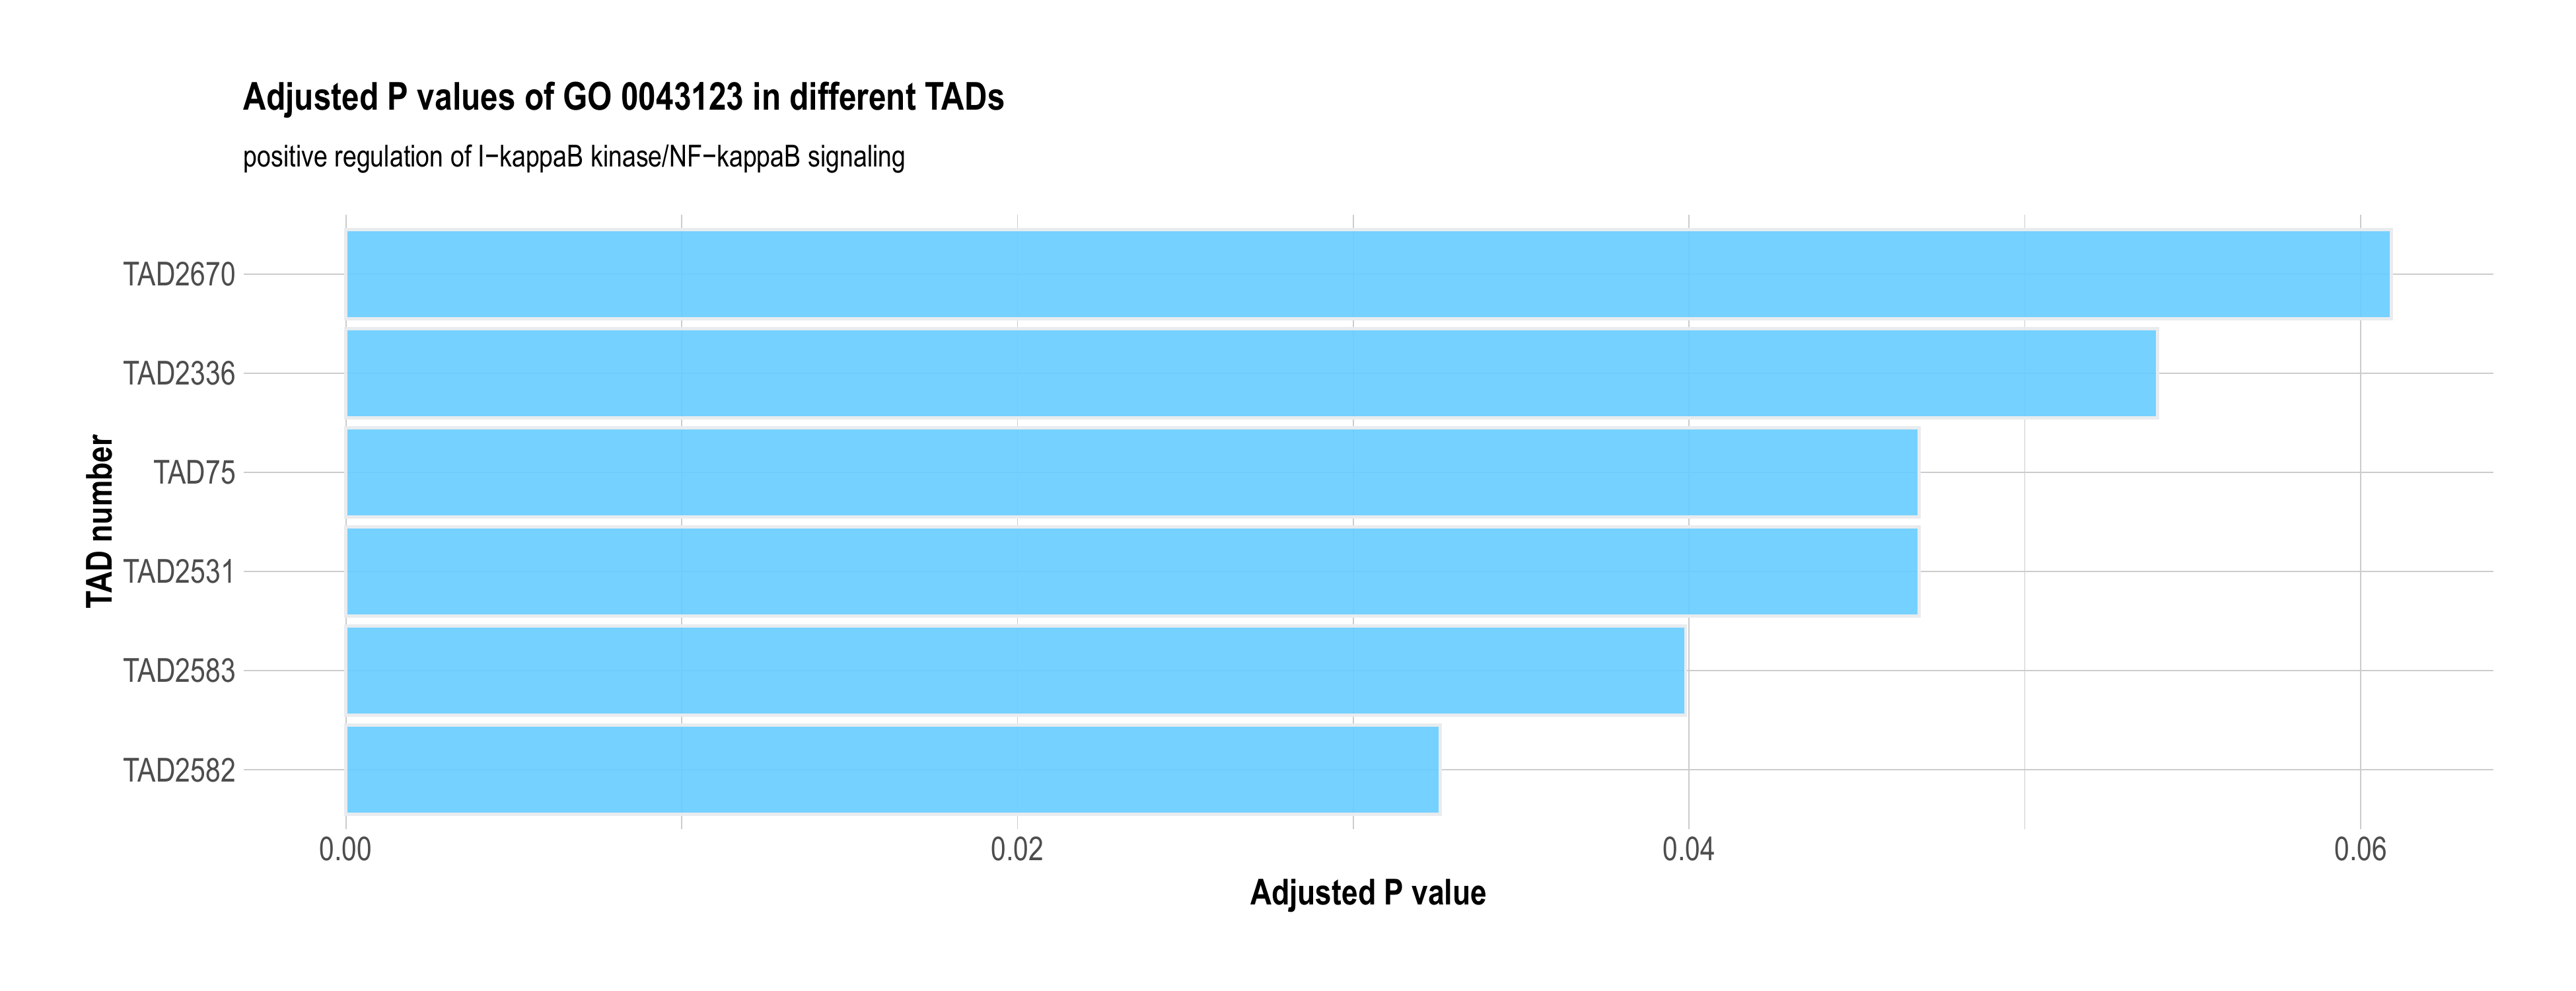 Adjusted P values of GO 0043123 in different TADs
positive regulation of I−kappaB kinase/NF−kappaB signaling
TAD number
TAD2670
TAD2336
TAD75
TAD2531
TAD2583
TAD2582
0.00 0.02 0.04 0.06
Adjusted P value